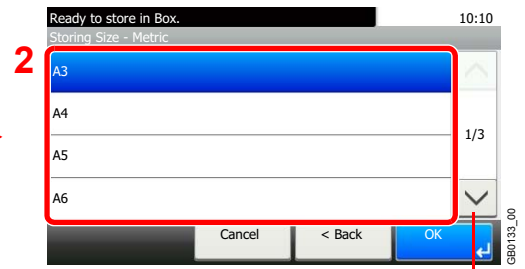 Ready to store in Box. 10:10
Storing Size - Metric
2
A3
A4
1/3
A5
A6
Cancel < Back OK
GB0133_00